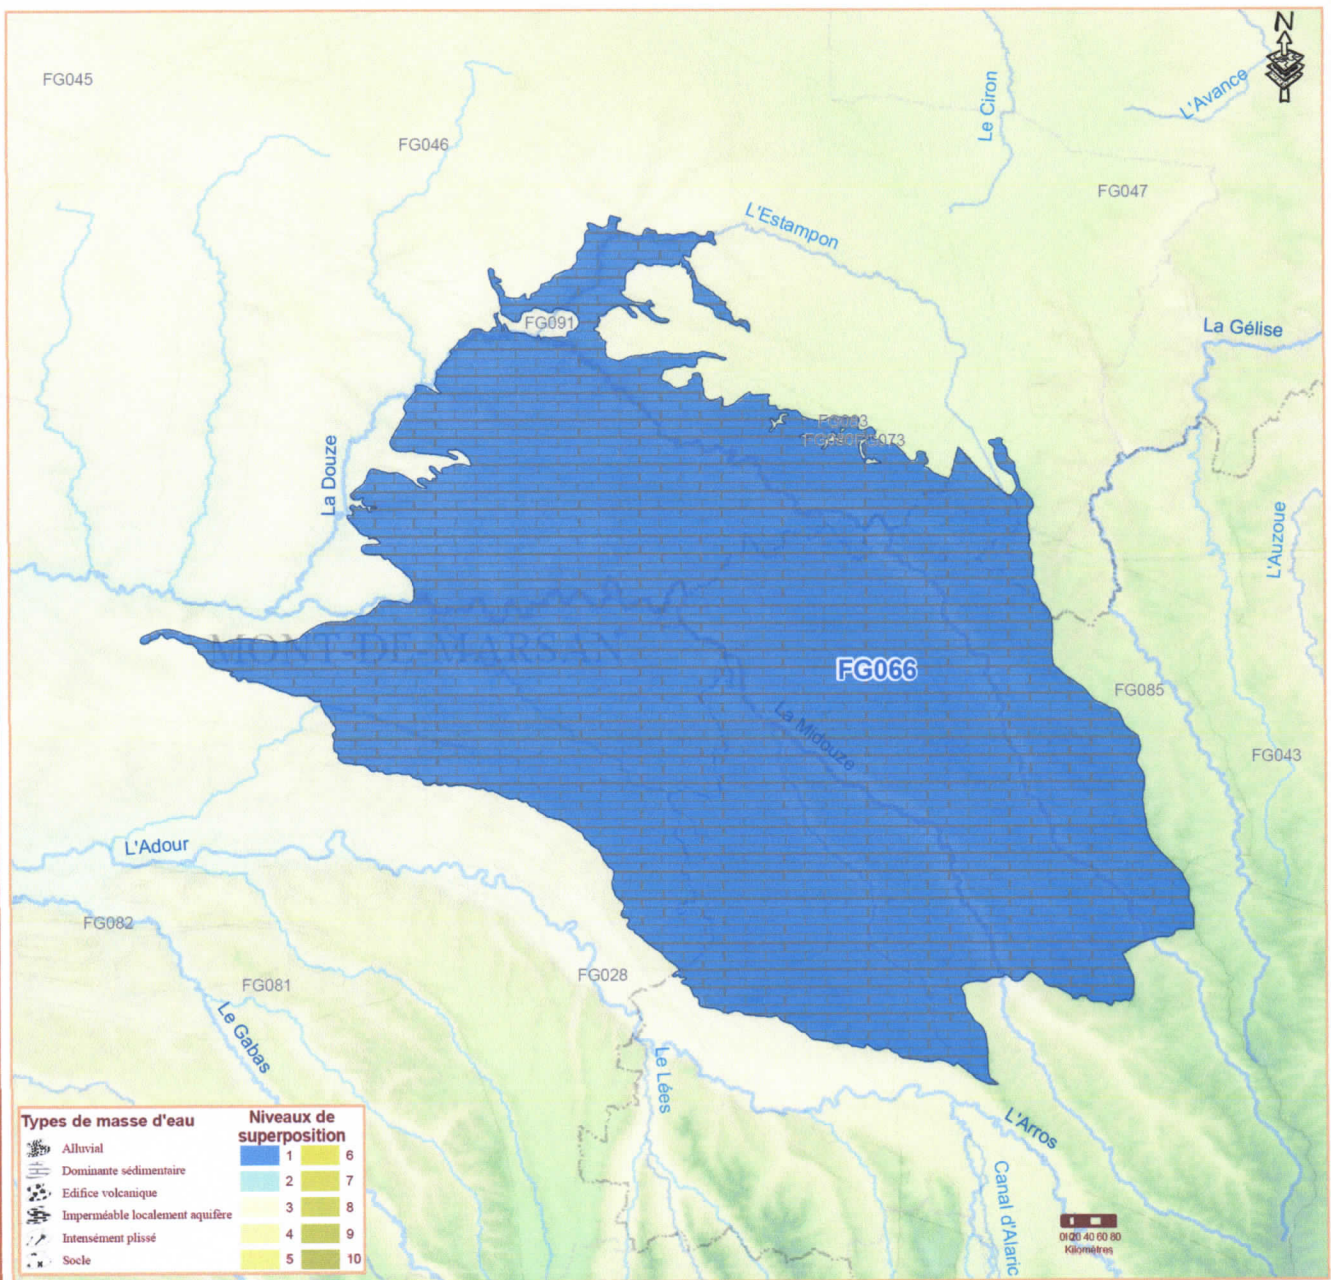 N
FG045
Le Ciron
L'Avance
FG046
FG047
L'Estampon
FG091
La Gélise
La Douze
L'Auzoue
MONT-DE-MARSAN
FG066
FG085
La Midouze
FG043
L'Adour
FG082
FG028
FG081
Le Gabas
Le Lées
L'Arros
Canal d'Alaric
Types de masse d'eau
Alluvial
Dominante sédimentaire
Edifice volcanique
Imperméable localement aquifère
Intensément plissé
Socle
Niveaux de
superposition
1 6
2 7
3 8
4 9
5 10
Kilomètres